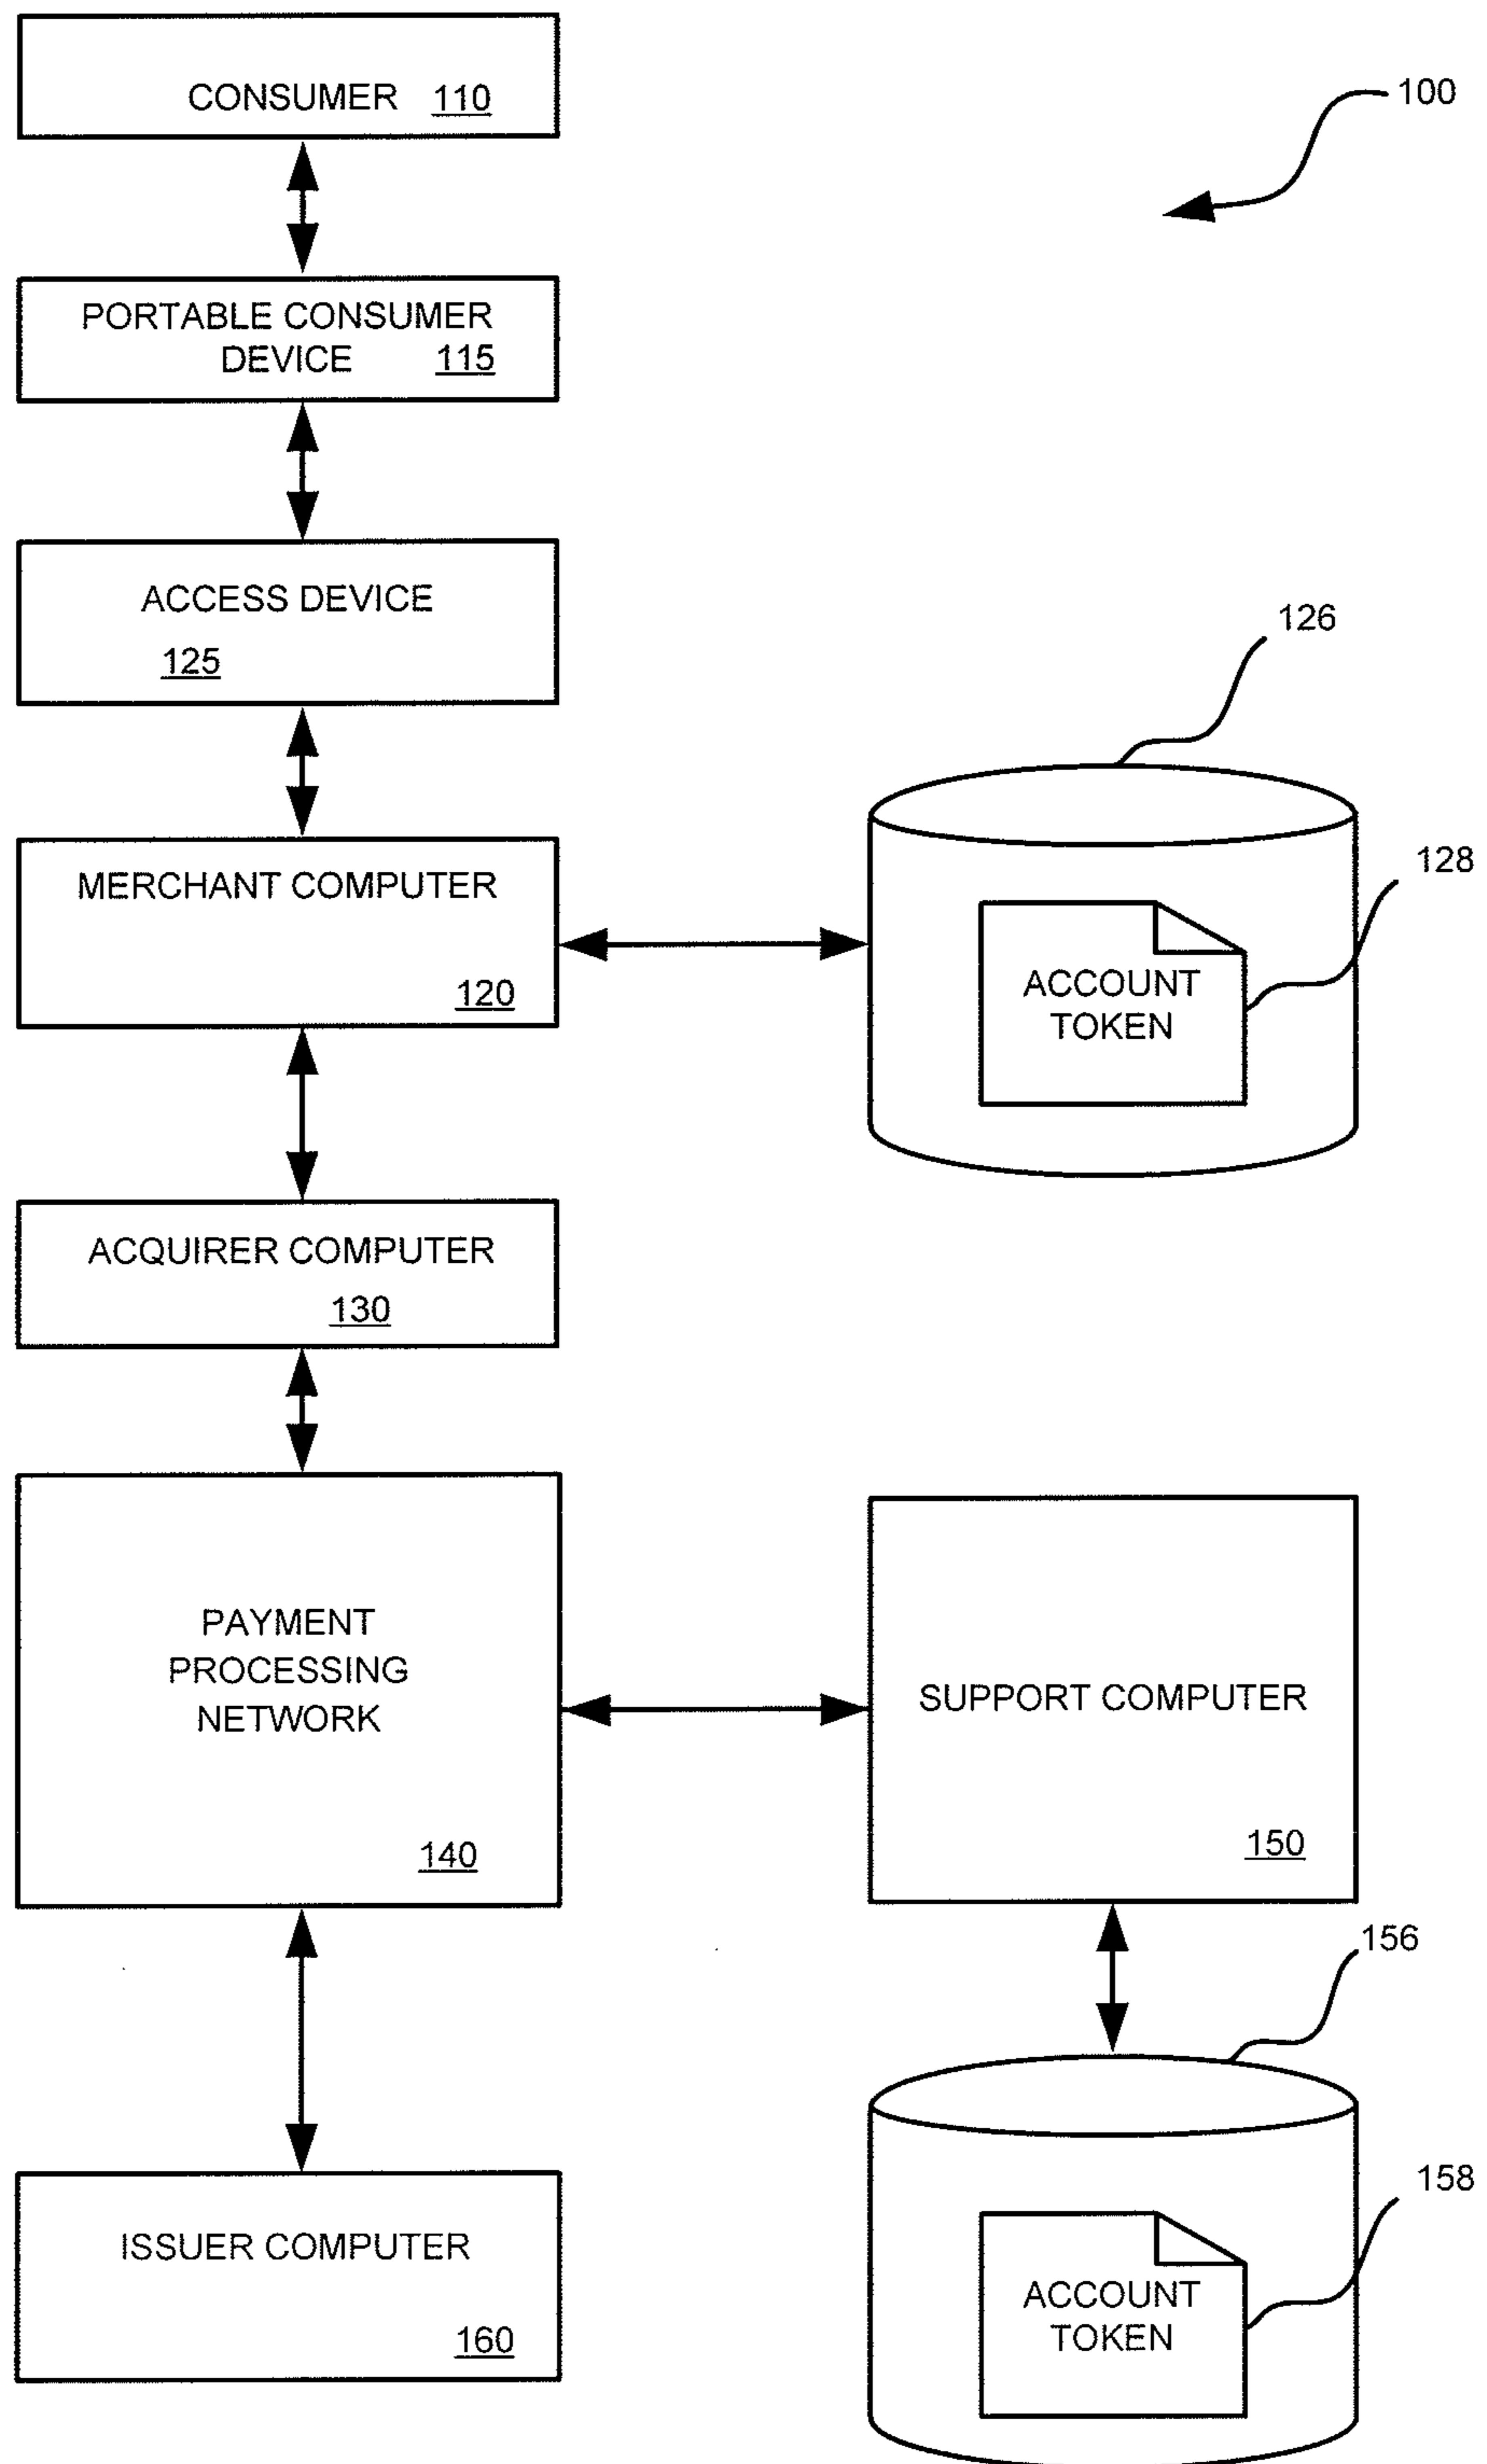 CONSUMER 110
100
PORTABLE CONSUMER
DEVICE 115
ACCESS DEVICE
125
126
MERCHANT COMPUTER
120
128
ACCOUNT
TOKEN
ACQUIRER COMPUTER
130
PAYMENT
PROCESSING
NETWORK
140
SUPPORT COMPUTER
150
156
ISSUER COMPUTER
160
158
ACCOUNT
TOKEN